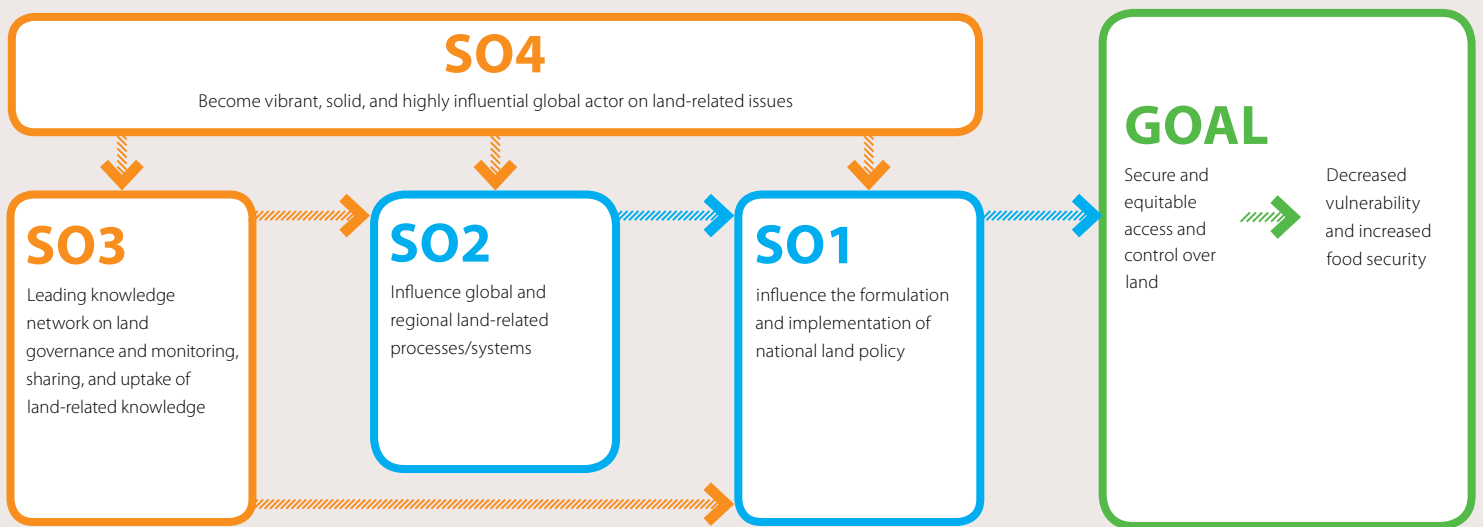 SO4
Become vibrant, solid, and highly influential global actor on land-related issues
SO3
Leading knowledge
network on land
governance and monitoring,
sharing, and uptake of
land-related knowledge
SO2
Influence global and
regional land-related
processes/systems
SO1
influence the formulation
and implementation of
national land policy
GOAL
Secure and
equitable
access and
control over
land
Decreased
vulnerability
and increased
food security